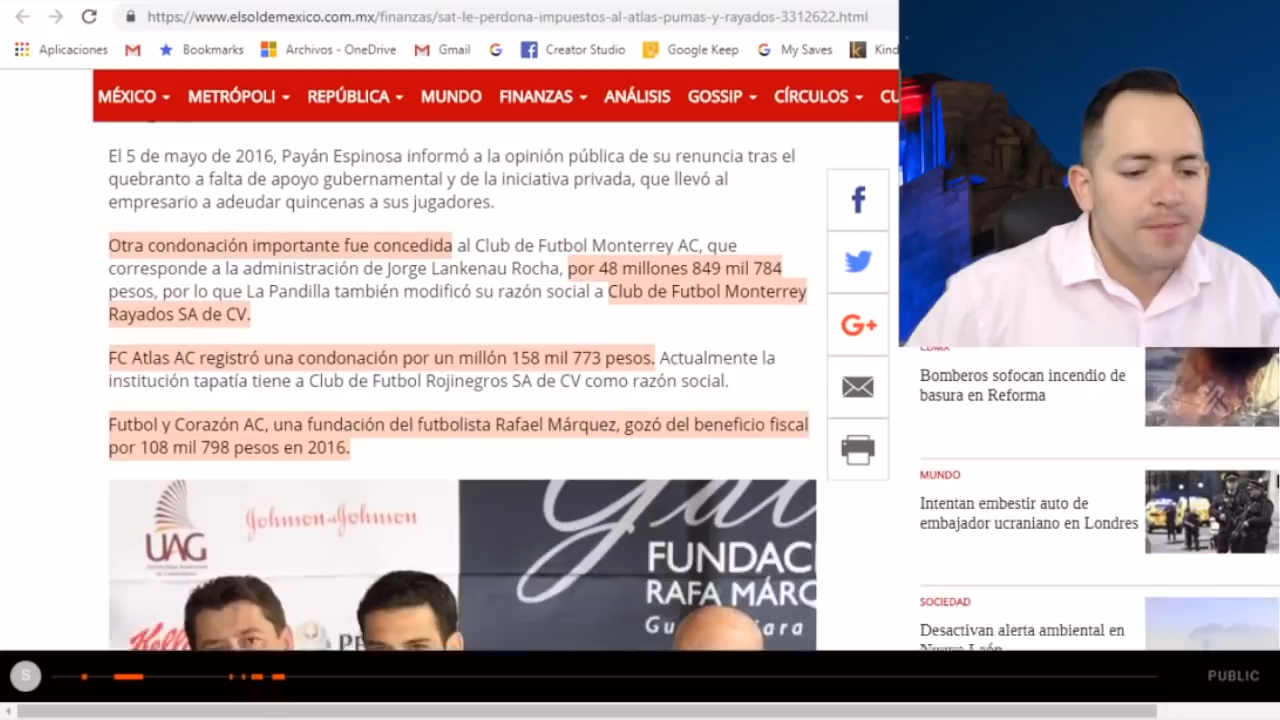 https://www.elsoldemexico.com.mx/finanzas/sat-le-perdona-impuestos-al-atlas-pumas-y-rayados-3312622.html
Aplicaciones Bookmarks Archivos - OneDrive Gmail Creator Studio Google Keep My Saves Kind
MÉXICO METRÓPOLI REPÚBLICA MUNDO FINANZAS ANÁLISIS GOSSIP CÍRCULOS CU
El 5 de mayo de 2016, Payán Espinosa informó a la opinión pública de su renuncia tras el
quebranto a falta de apoyo gubernamental y de la iniciativa privada, que llevó al
empresario a adeudar quincenas a sus jugadores.
Otra condonación importante fue concedida al Club de Futbol Monterrey AC, que
corresponde a la administración de Jorge Lankenau Rocha, por 48 millones 849 mil 784
pesos, por lo que La Pandilla también modificó su razón social a Club de Futbol Monterrey
Rayados SA de CV.
FC Atlas AC registró una condonación por un millón 158 mil 773 pesos. Actualmente la
institución tapatía tiene a Club de Futbol Rojinegros SA de CV como razón social.
Futbol y Corazón AC, una fundación del futbolista Rafael Márquez, gozó del beneficio fiscal
por 108 mil 798 pesos en 2016.
f
G+
CDMX
Bomberos sofocan incendio de
basura en Reforma
MUNDO
Intentan embestir auto de
embajador ucraniano en Londres
SOCIEDAD
Desactivan alerta ambiental en
Nuevo León
UAG
Johnson & Johnson
Gala
FUNDAC
RAFA MÁRQ
Gu ara
Kello
PE
S
PUBLIC